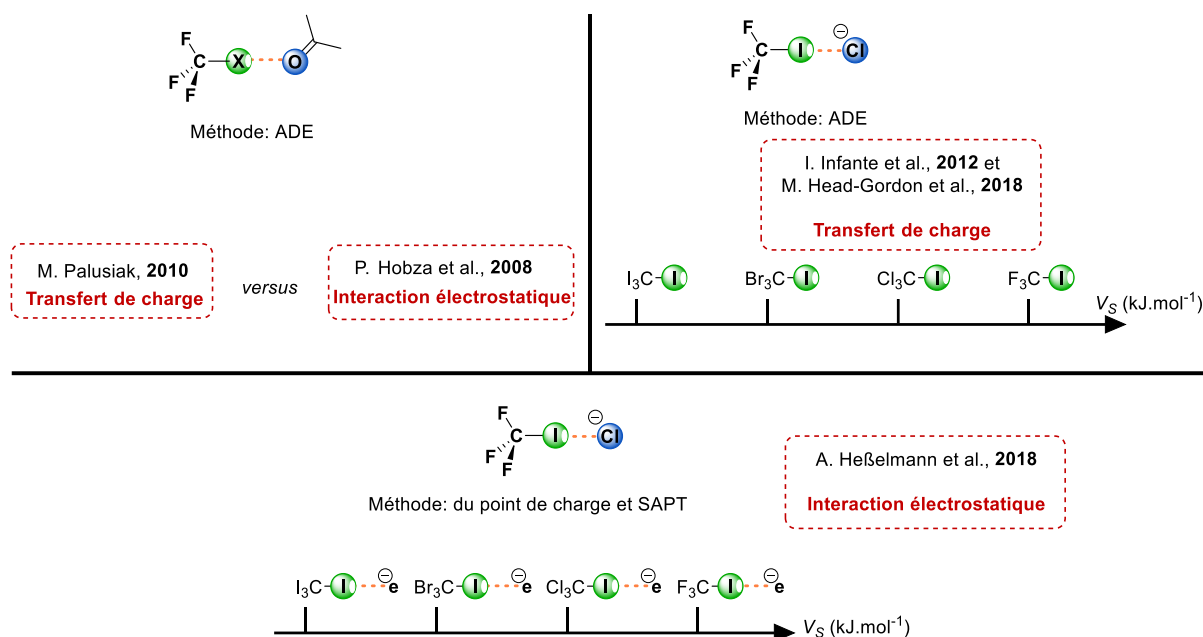 F
F
F
C
X
O
Méthode: ADE
M. Palusiak, 2010
Transfert de charge
versus
P. Hobza et al., 2008
Interaction électrostatique
F
F
F
C
I
⊖
Cl
Méthode: ADE
I. Infante et al., 2012 et
M. Head-Gordon et al., 2018
Transfert de charge
I₃C I Br₃C I Cl₃C I F₃C I
V_S (kJ.mol⁻¹)
F
F
F
C
I
⊖
Cl
Méthode: du point de charge et SAPT
A. Heßelmann et al., 2018
Interaction électrostatique
I₃C I ⊖ e Br₃C I ⊖ e Cl₃C I ⊖ e F₃C I ⊖ e
V_S (kJ.mol⁻¹)